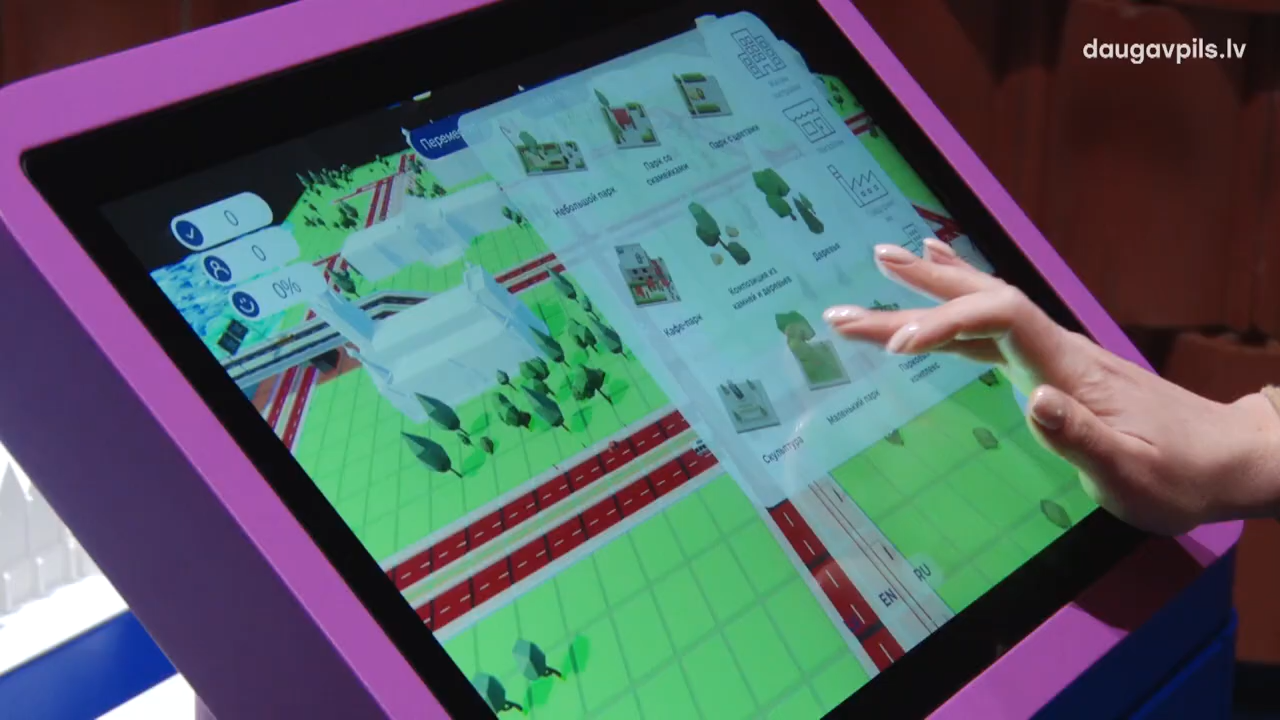 daugavpils.lv
Переме
0
0
0%
Небольшой парк
Парк со
скамейками
Парк с цветами
Кафе-парк
Композиция из
камней и деревьев
Деревья
Скульптура
Маленький парк
комплекс
EN
RU